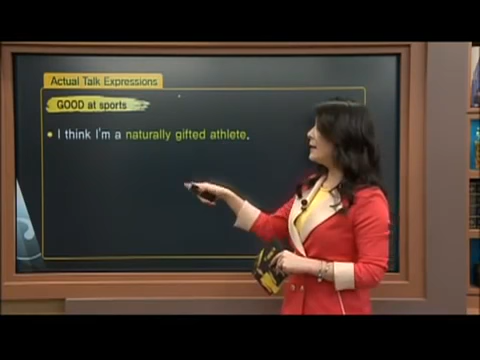 Actual Talk Expressions
GOOD at sports
• I think I'm a naturally gifted athlete.